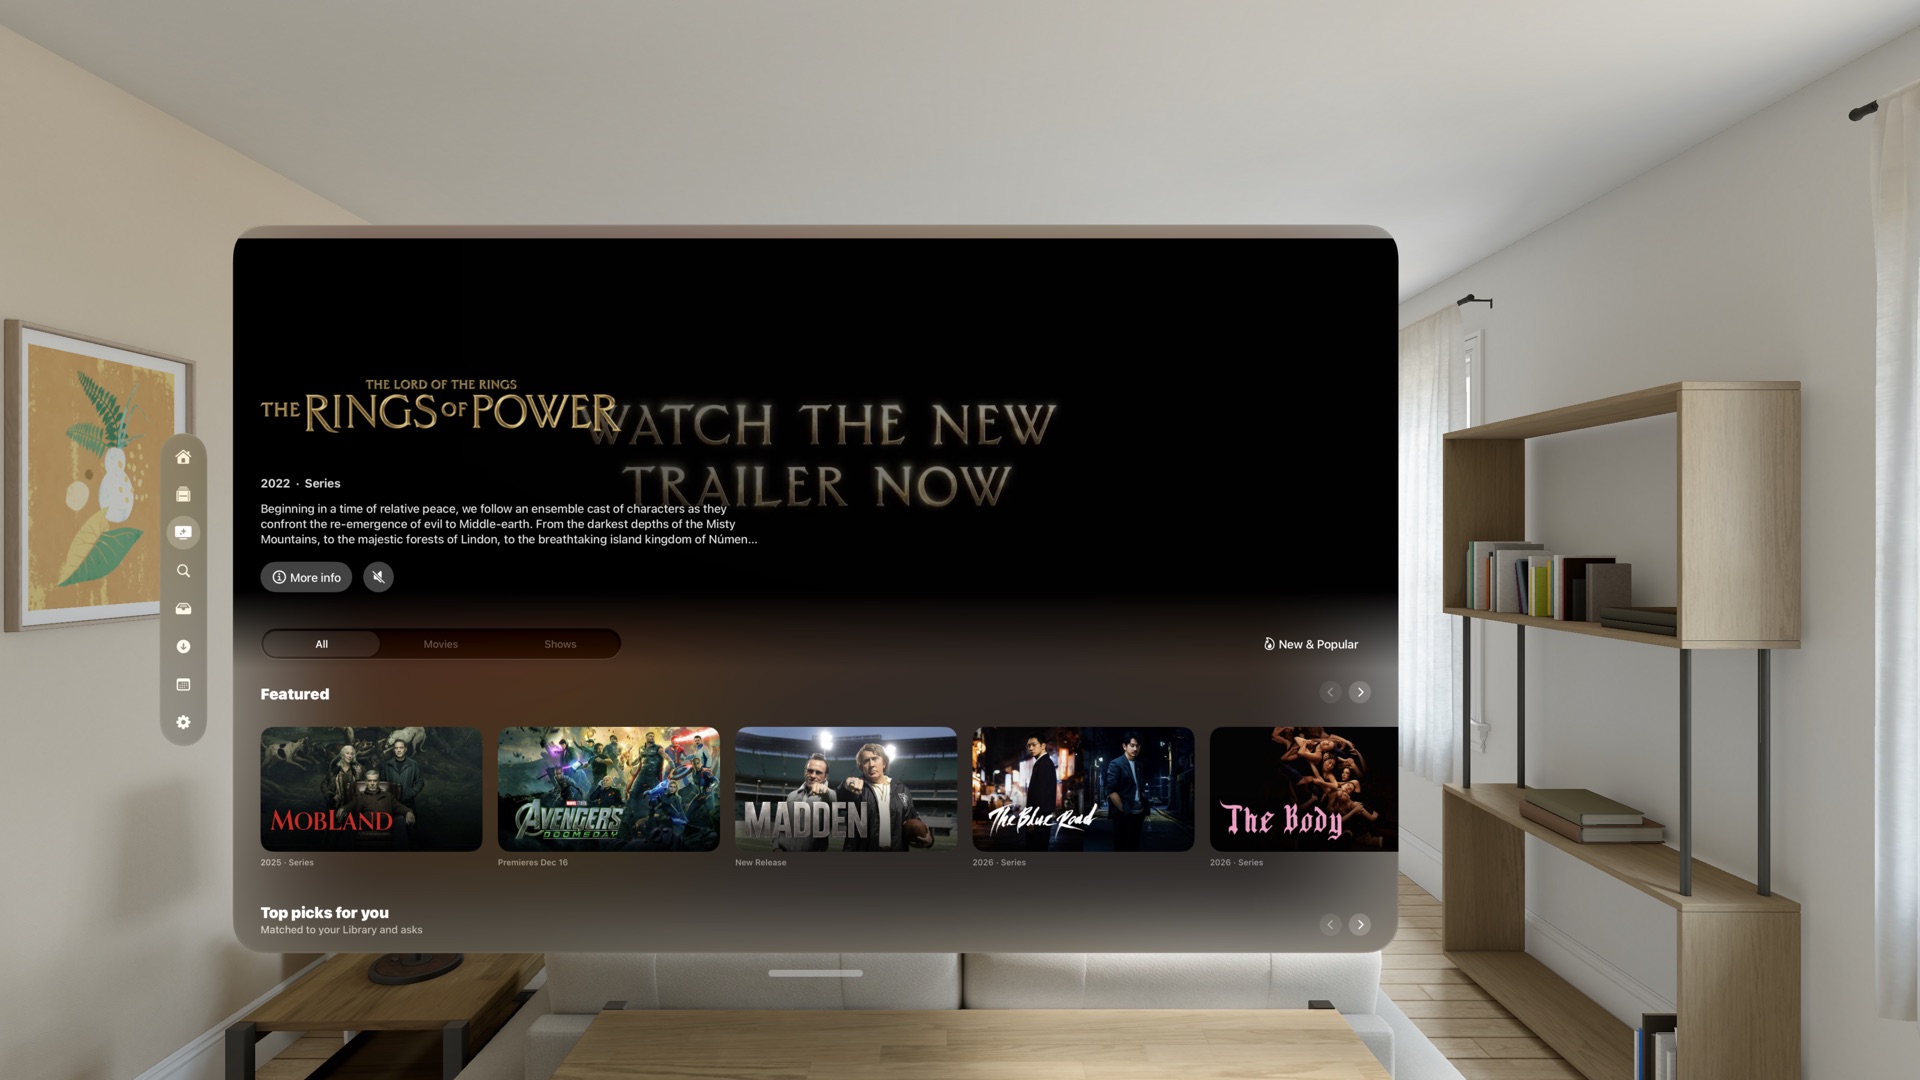 THE LORD OF THE RINGS
THE RINGS OF POWER
WATCH THE NEW
TRAILER NOW
2022 · Series
Beginning in a time of relative peace, we follow an ensemble cast of characters as they
confront the re-emergence of evil to Middle-earth. From the darkest depths of the Misty
Mountains, to the majestic forests of Lindon, to the breathtaking island kingdom of Númen...
More info
All
Movies
Shows
New & Popular
Featured
MOBLAND
MARVEL STUDIOS
AVENGERS
DOOMSDAY
MADDEN
The Blue Road
The Body
2025 · Series
Premieres Dec 16
New Release
2026 · Series
2026 · Series
Top picks for you
Matched to your Library and asks